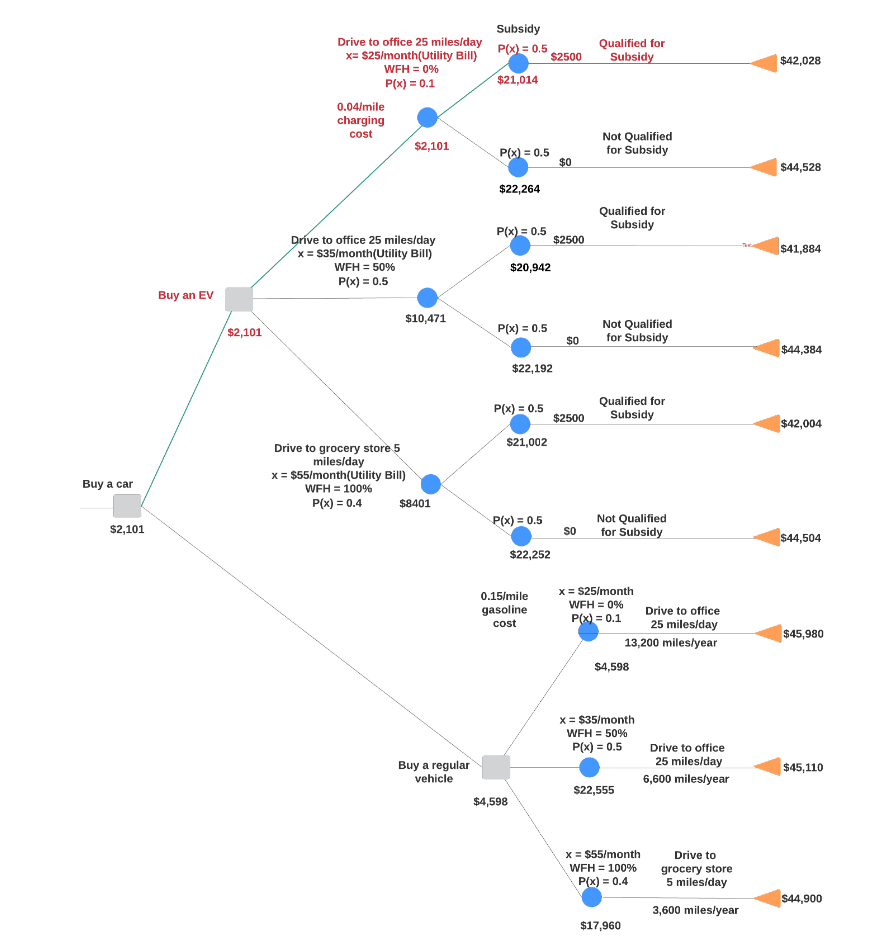 Subsidy
Drive to office 25 miles/day
x= $25/month(Utility Bill)
WFH = 0%
P(x) = 0.1
P(x) = 0.5
$2500
Qualified for
Subsidy
$42,028
$21,014
0.04/mile
charging
cost
$2,101
P(x) = 0.5
$0
Not Qualified
for Subsidy
$44,528
$22,264
Drive to office 25 miles/day
x = $35/month(Utility Bill)
WFH = 50%
P(x) = 0.5
P(x) = 0.5
$2500
Qualified for
Subsidy
$41,884
$20,942
Buy an EV
$2,101
$10,471
P(x) = 0.5
$0
Not Qualified
for Subsidy
$44,384
$22,192
Drive to grocery store 5
miles/day
x = $55/month(Utility Bill)
WFH = 100%
P(x) = 0.4
$8401
P(x) = 0.5
$2500
Qualified for
Subsidy
$42,004
$21,002
P(x) = 0.5
$0
Not Qualified
for Subsidy
$44,504
$22,252
Buy a car
$2,101
0.15/mile
gasoline
cost
x = $25/month
WFH = 0%
P(x) = 0.1
Drive to office
25 miles/day
13,200 miles/year
$45,980
$4,598
Buy a regular
vehicle
$4,598
x = $35/month
WFH = 50%
P(x) = 0.5
Drive to office
25 miles/day
6,600 miles/year
$45,110
$22,555
x = $55/month
WFH = 100%
P(x) = 0.4
Drive to
grocery store
5 miles/day
3,600 miles/year
$44,900
$17,960